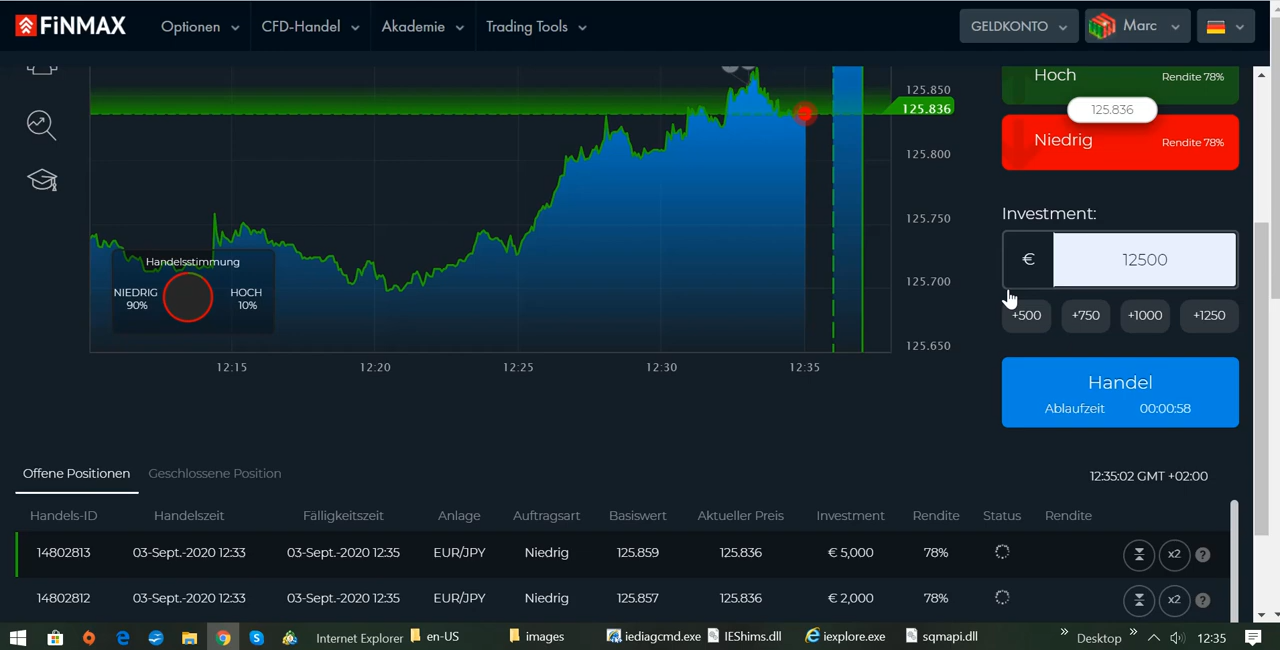 FiNMAX Optionen CFD-Handel Akademie Trading Tools GELDKONTO Marc
Hoch Rendite 78%
125.836
Niedrig Rendite 78%
125.850
125.836
125.800
125.750
125.700
125.650
Handelsstimmung
NIEDRIG HOCH
90% 10%
12:15 12:20 12:25 12:30 12:35
Investment:
€ 12500
+500 +750 +1000 +1250
Handel
Ablaufzeit 00:00:58
Offene Positionen Geschlossene Position 12:35:02 GMT +02:00
Handels-ID Handelszeit Fälligkeitszeit Anlage Auftragsart Basiswert Aktueller Preis Investment Rendite Status Rendite
14802813 03-Sept.-2020 12:33 03-Sept.-2020 12:35 EUR/JPY Niedrig 125.859 125.836 € 5,000 78% x2 ?
14802812 03-Sept.-2020 12:33 03-Sept.-2020 12:35 EUR/JPY Niedrig 125.857 125.836 € 2,000 78% x2 ?
Internet Explorer en-US images iediagcmd.exe IEShims.dll iexplore.exe sqmapi.dll Desktop 12:35